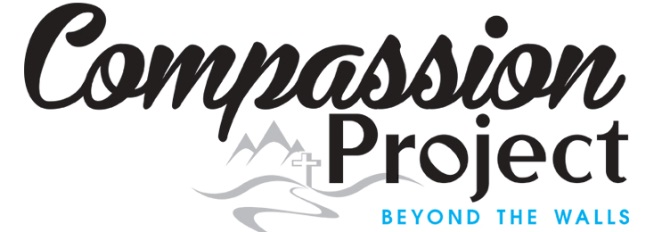 Compassion
Project
BEYOND THE WALLS